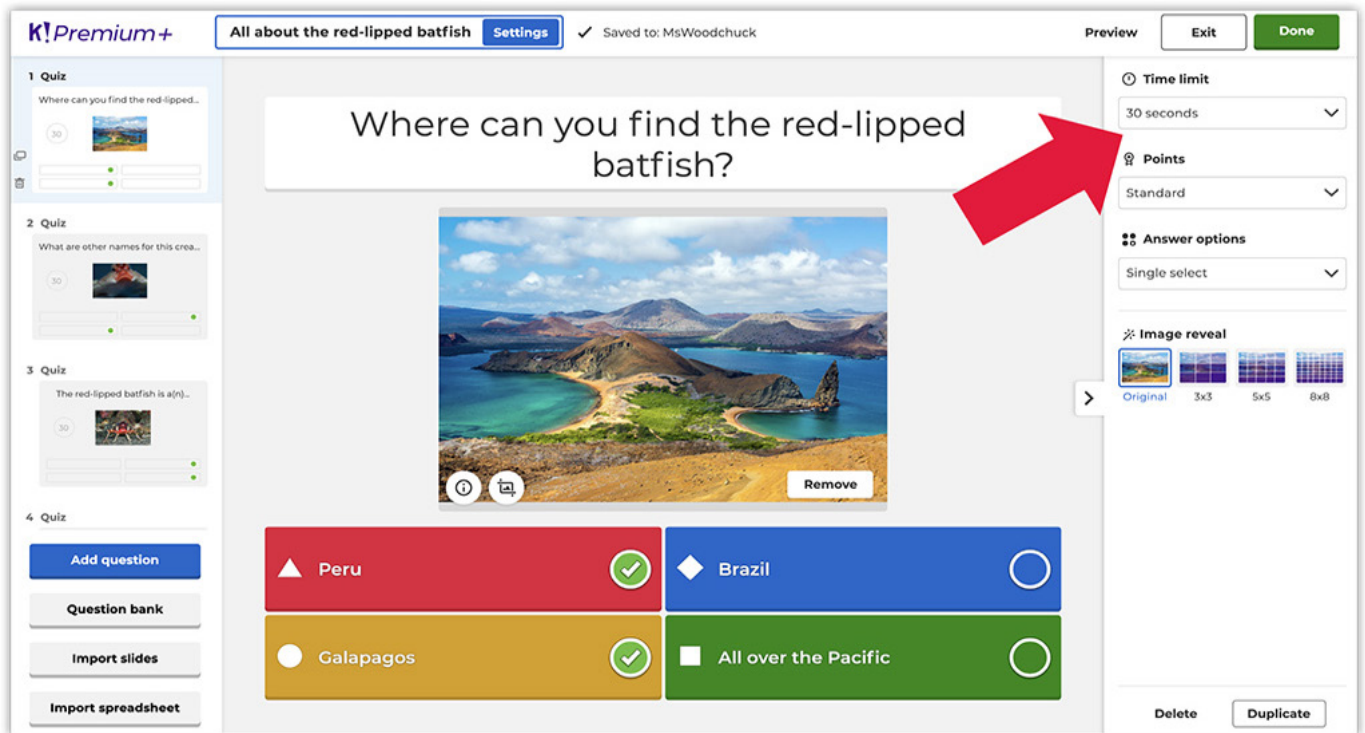 K! Premium+
All about the red-lipped batfish Settings
Saved to: MsWoodchuck
Preview
Exit
Done
1 Quiz
Where can you find the red-lipped...
30
2 Quiz
What are other names for this crea...
30
3 Quiz
The red-lipped batfish is a(n)...
30
4 Quiz
Add question
Question bank
Import slides
Import spreadsheet
Where can you find the red-lipped
batfish?
Remove
Peru
Brazil
Galapagos
All over the Pacific
Time limit
30 seconds
Points
Standard
Answer options
Single select
Image reveal
Original 3x3 5x5 8x8
Delete
Duplicate